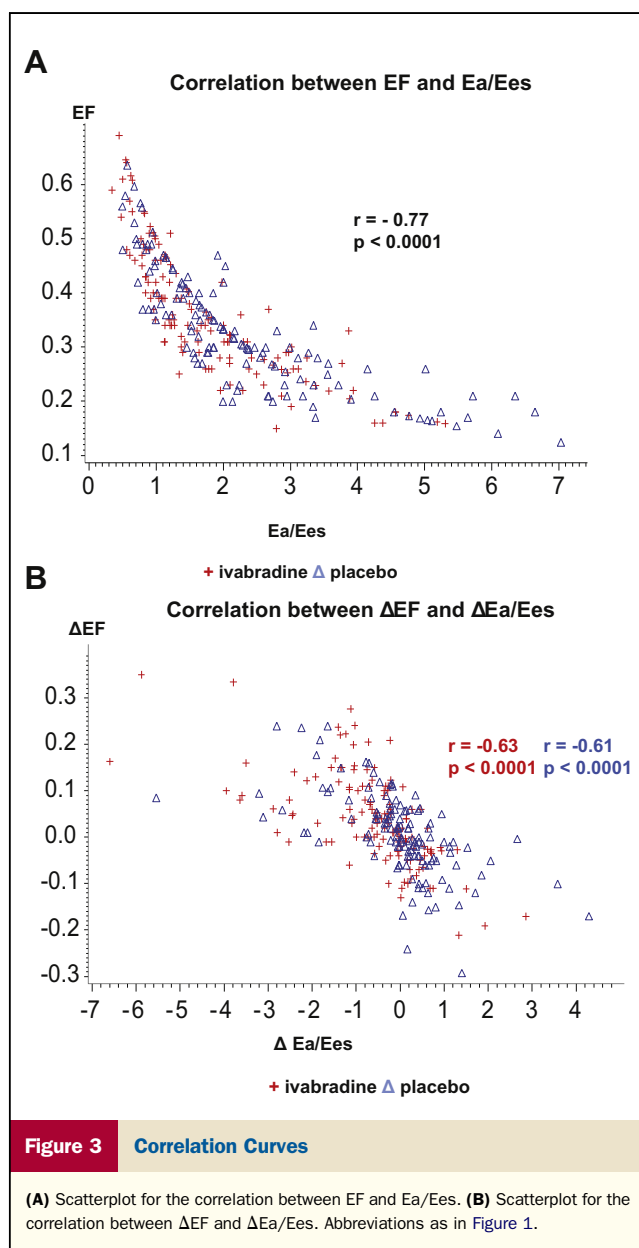 A
Correlation between EF and Ea/Ees
EF
r = - 0.77
p < 0.0001
0.6
0.5
0.4
0.3
0.2
0.1
0 1 2 3 4 5 6 7
Ea/Ees
+ ivabradine Δ placebo
B
Correlation between ΔEF and ΔEa/Ees
ΔEF
r = -0.63 r = -0.61
p < 0.0001 p < 0.0001
0.3
0.2
0.1
0.0
-0.1
-0.2
-0.3
-7 -6 -5 -4 -3 -2 -1 0 1 2 3 4
Δ Ea/Ees
+ ivabradine Δ placebo
Figure 3 Correlation Curves
(A) Scatterplot for the correlation between EF and Ea/Ees. (B) Scatterplot for the
correlation between ΔEF and ΔEa/Ees. Abbreviations as in Figure 1.